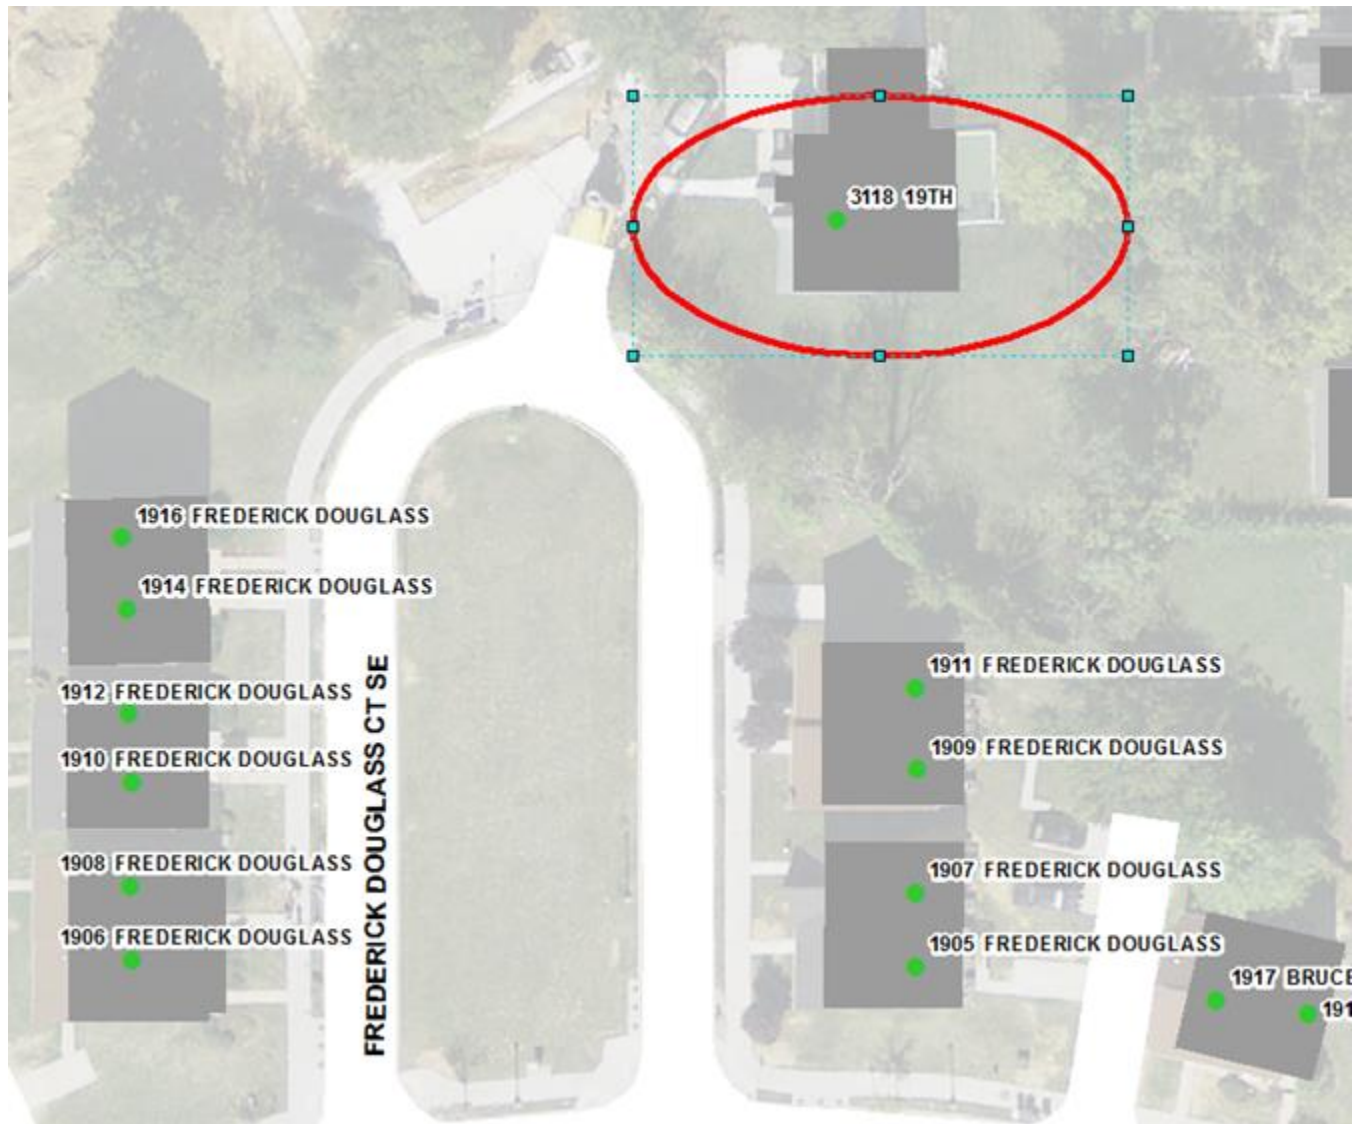 3118 19TH
1916 FREDERICK DOUGLASS
1914 FREDERICK DOUGLASS
1912 FREDERICK DOUGLASS
1910 FREDERICK DOUGLASS
1908 FREDERICK DOUGLASS
1906 FREDERICK DOUGLASS
FREDERICK DOUGLASS CT SE
1911 FREDERICK DOUGLASS
1909 FREDERICK DOUGLASS
1907 FREDERICK DOUGLASS
1905 FREDERICK DOUGLASS
1917 BRUCE
191